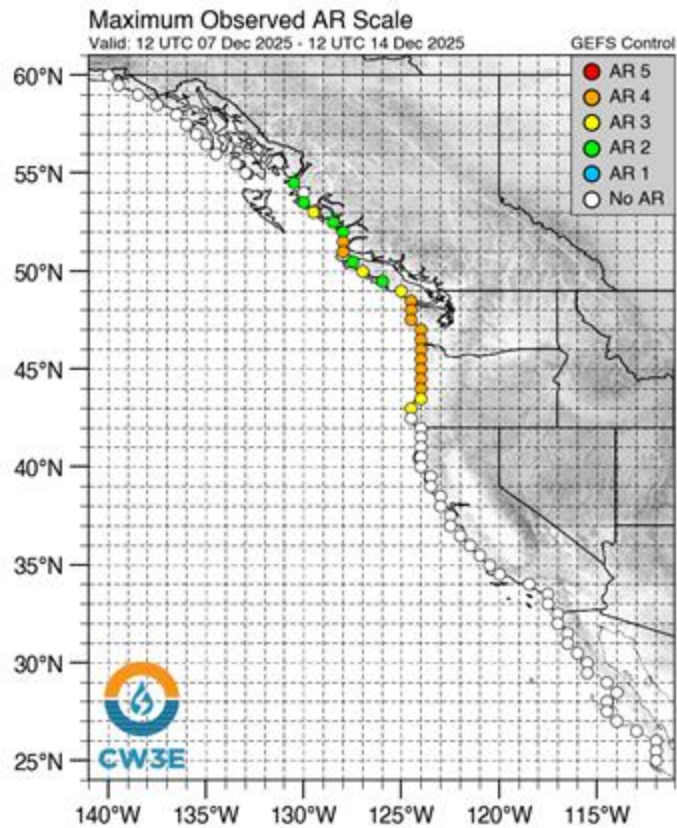 Maximum Observed AR Scale
Valid: 12 UTC 07 Dec 2025 - 12 UTC 14 Dec 2025 GEFS Control
60°N
55°N
50°N
45°N
40°N
35°N
30°N
25°N
AR 5
AR 4
AR 3
AR 2
AR 1
No AR
CW3E
140°W 135°W 130°W 125°W 120°W 115°W